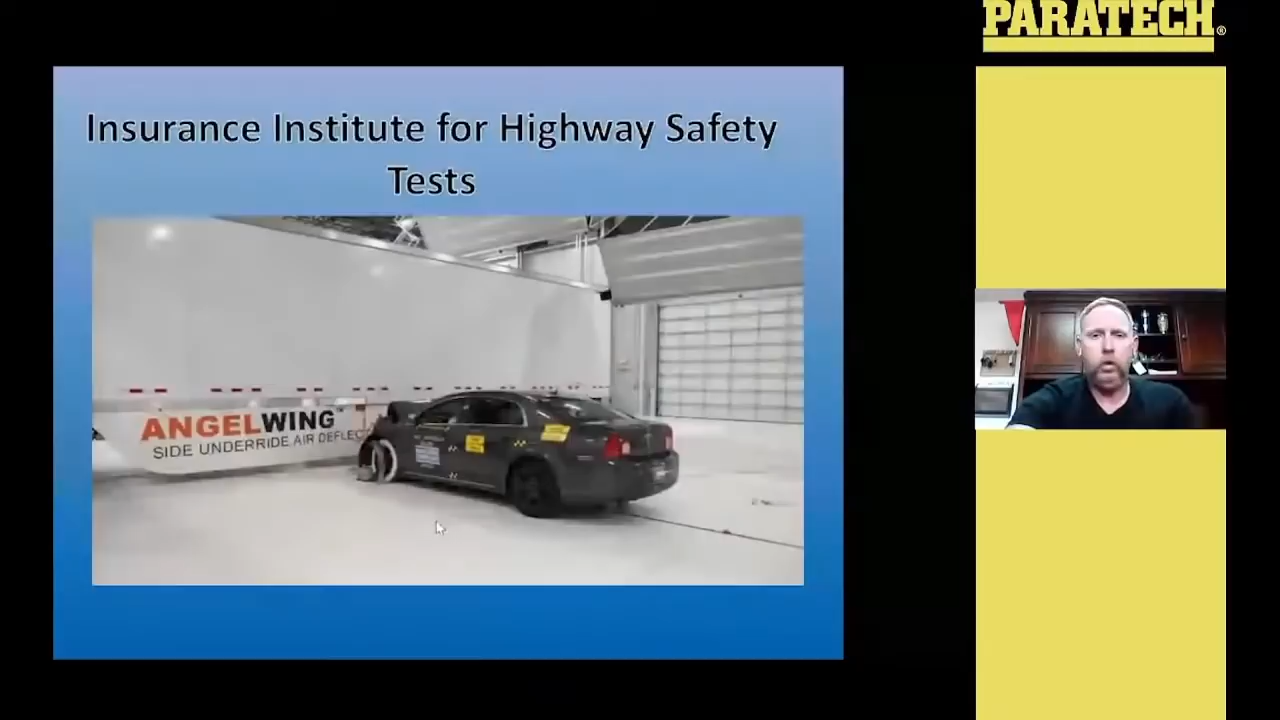 PARATECH®
Insurance Institute for Highway Safety
Tests
ANGELWING
SIDE UNDERRIDE AIR DEFLEC